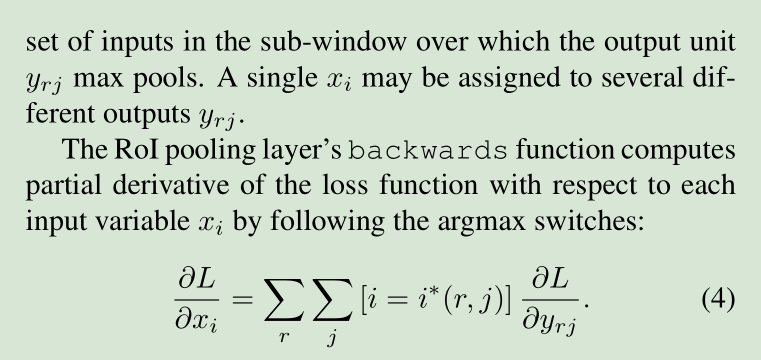 set of inputs in the sub-window over which the output unit
y_{rj} max pools. A single x_i may be assigned to several dif-
ferent outputs y_{rj}.
The RoI pooling layer's backwards function computes
partial derivative of the loss function with respect to each
input variable x_i by following the argmax switches:
\frac{\partial L}{\partial x_i} = \sum_r \sum_j [i = i^*(r, j)] \frac{\partial L}{\partial y_{rj}}. (4)